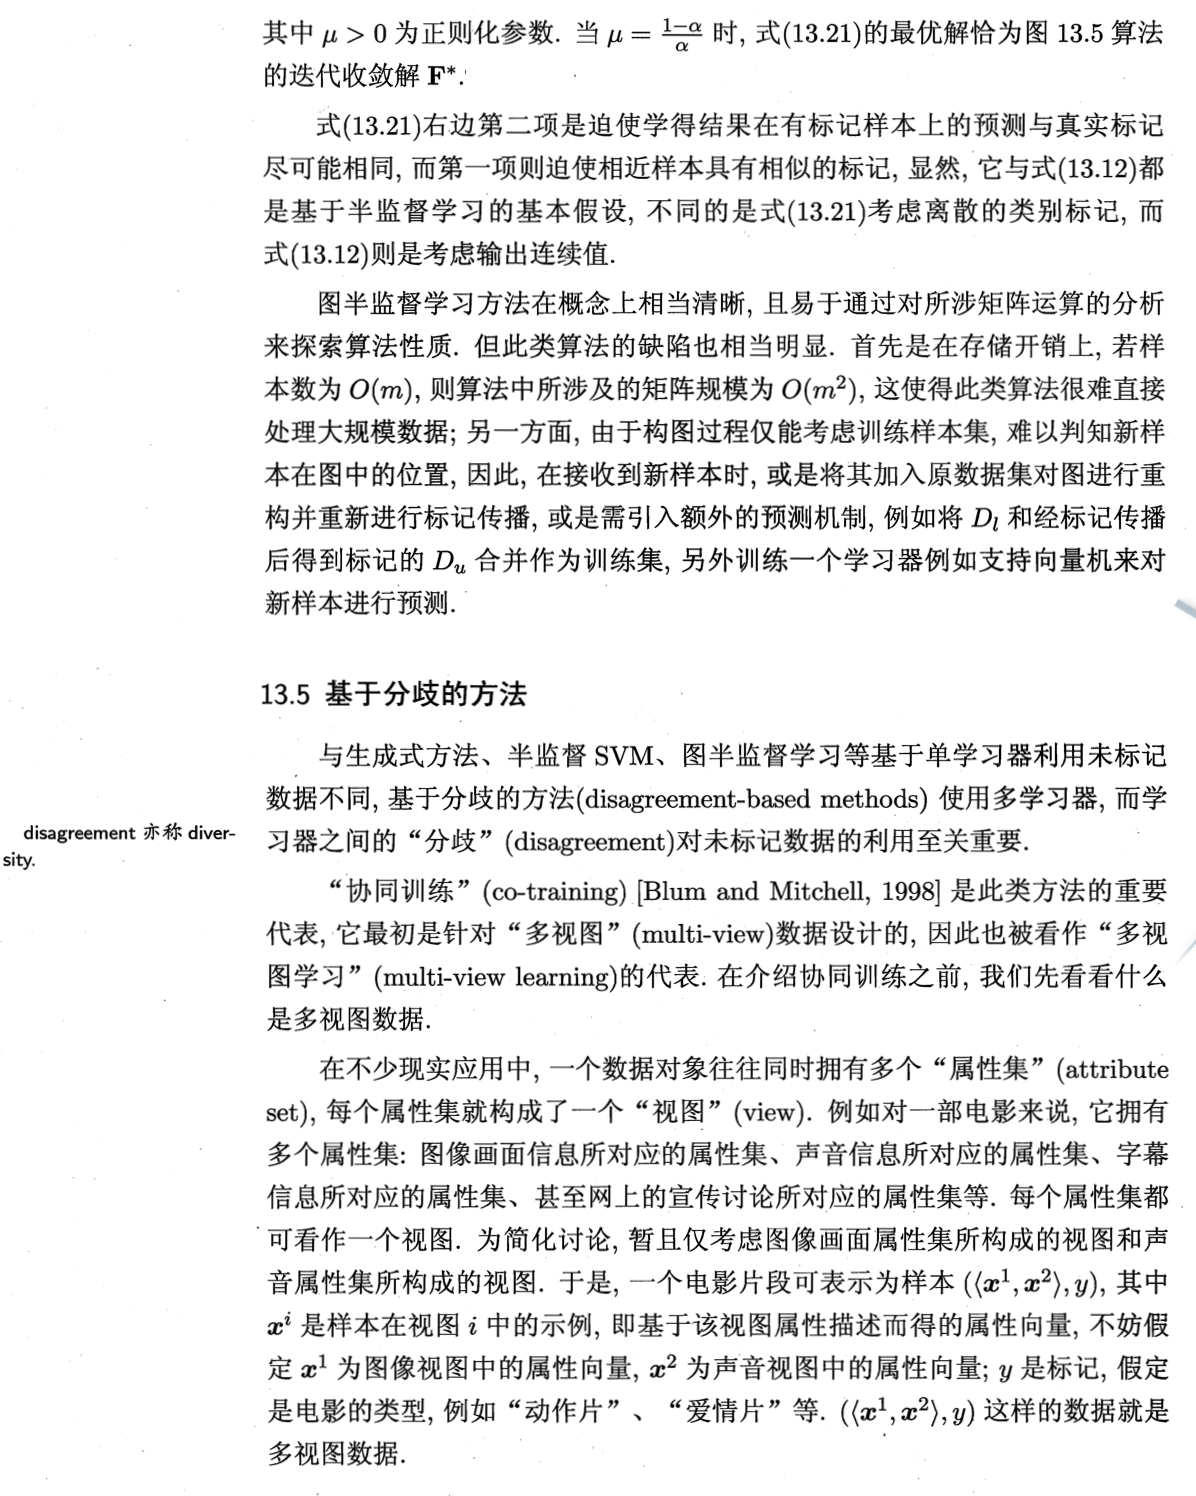 其中 μ > 0 为正则化参数. 当 μ = (1−α)/α 时, 式(13.21)的最优解恰为图 13.5 算法
的迭代收敛解 F*.
式(13.21)右边第二项是迫使学得结果在有标记样本上的预测与真实标记
尽可能相同, 而第一项则迫使相近样本具有相似的标记, 显然, 它与式(13.12)都
是基于半监督学习的基本假设, 不同的是式(13.21)考虑离散的类别标记, 而
式(13.12)则是考虑输出连续值.
图半监督学习方法在概念上相当清晰, 且易于通过对所涉矩阵运算的分析
来探索算法性质. 但此类算法的缺陷也相当明显. 首先是在存储开销上, 若样
本数为 O(m), 则算法中所涉及的矩阵规模为 O(m²), 这使得此类算法很难直接
处理大规模数据; 另一方面, 由于构图过程仅能考虑训练样本集, 难以判知新样
本在图中的位置, 因此, 在接收到新样本时, 或是将其加入原数据集对图进行重
构并重新进行标记传播, 或是需引入额外的预测机制, 例如将 Dₗ 和经标记传播
后得到标记的 Dᵤ 合并作为训练集, 另外训练一个学习器例如支持向量机来对
新样本进行预测.
13.5 基于分歧的方法
与生成式方法、半监督 SVM、图半监督学习等基于单学习器利用未标记
数据不同, 基于分歧的方法(disagreement-based methods) 使用多学习器, 而学
习器之间的“分歧”(disagreement)对未标记数据的利用至关重要.
disagreement 亦称 diver-
sity.
“协同训练”(co-training) [Blum and Mitchell, 1998] 是此类方法的重要
代表, 它最初是针对“多视图”(multi-view)数据设计的, 因此也被看作“多视
图学习”(multi-view learning)的代表. 在介绍协同训练之前, 我们先看看什么
是多视图数据.
在不少现实应用中, 一个数据对象往往同时拥有多个“属性集”(attribute
set), 每个属性集就构成了一个“视图”(view). 例如对一部电影来说, 它拥有
多个属性集: 图像画面信息所对应的属性集、声音信息所对应的属性集、字幕
信息所对应的属性集、甚至网上的宣传讨论所对应的属性集等. 每个属性集都
可看作一个视图. 为简化讨论, 暂且仅考虑图像画面属性集所构成的视图和声
音属性集所构成的视图. 于是, 一个电影片段可表示为样本 (⟨x¹, x²⟩, y), 其中
xⁱ 是样本在视图 i 中的示例, 即基于该视图属性描述而得的属性向量, 不妨假
定 x¹ 为图像视图中的属性向量, x² 为声音视图中的属性向量; y 是标记, 假定
是电影的类型, 例如“动作片”、“爱情片”等. (⟨x¹, x²⟩, y) 这样的数据就是
多视图数据.